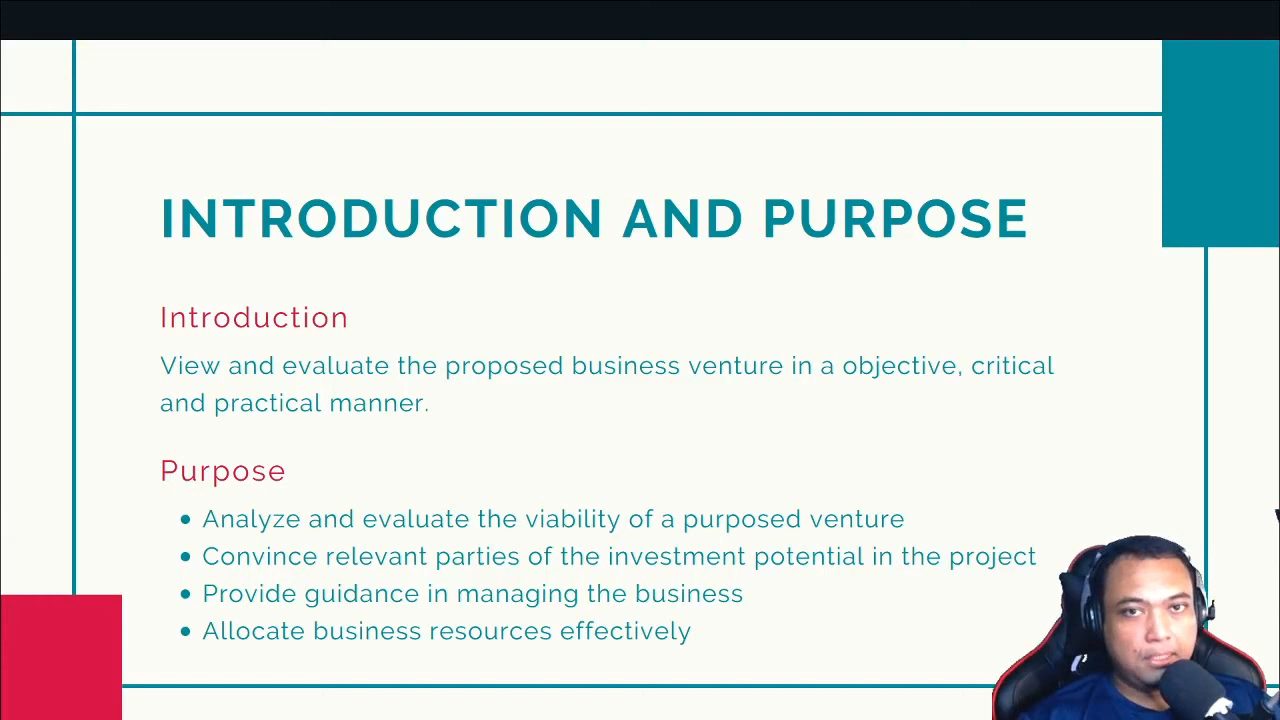 INTRODUCTION AND PURPOSE
Introduction
View and evaluate the proposed business venture in a objective, critical
and practical manner.
Purpose
• Analyze and evaluate the viability of a purposed venture
• Convince relevant parties of the investment potential in the project
• Provide guidance in managing the business
• Allocate business resources effectively